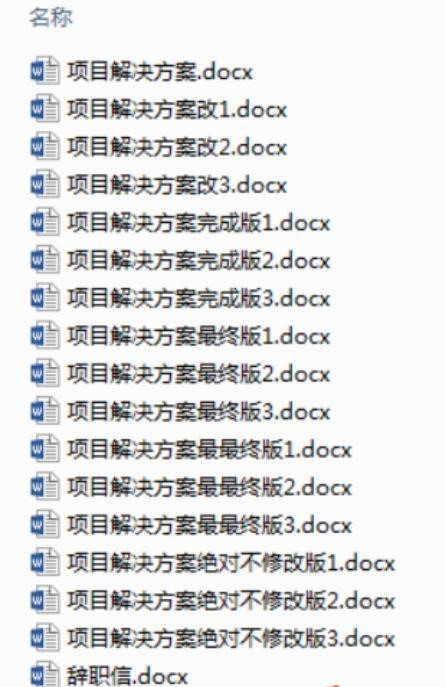 名称
项目解决方案.docx
项目解决方案改1.docx
项目解决方案改2.docx
项目解决方案改3.docx
项目解决方案完成版1.docx
项目解决方案完成版2.docx
项目解决方案完成版3.docx
项目解决方案最终版1.docx
项目解决方案最终版2.docx
项目解决方案最终版3.docx
项目解决方案最最终版1.docx
项目解决方案最最终版2.docx
项目解决方案最最终版3.docx
项目解决方案绝对不修改版1.docx
项目解决方案绝对不修改版2.docx
项目解决方案绝对不修改版3.docx
辞职信.docx